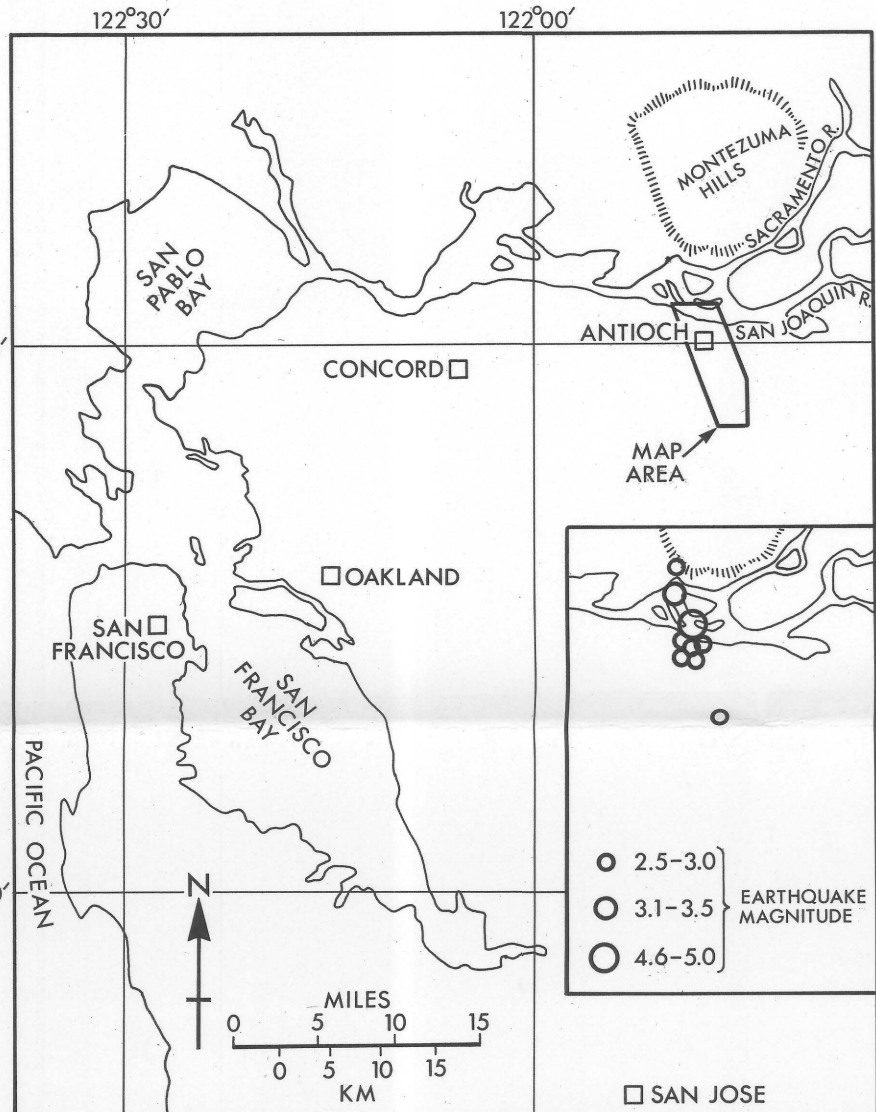 122°30'
122°00'
MONTEZUMA
HILLS
SACRAMENTO R.
SAN
PABLO
BAY
ANTIOCH
SAN JOAQUIN R.
CONCORD
MAP
AREA
OAKLAND
SAN
FRANCISCO
SAN
FRANCISCO
BAY
PACIFIC OCEAN
2.5-3.0
3.1-3.5
4.6-5.0
EARTHQUAKE
MAGNITUDE
N
MILES
0 5 10 15
0 5 10 15
KM
SAN JOSE